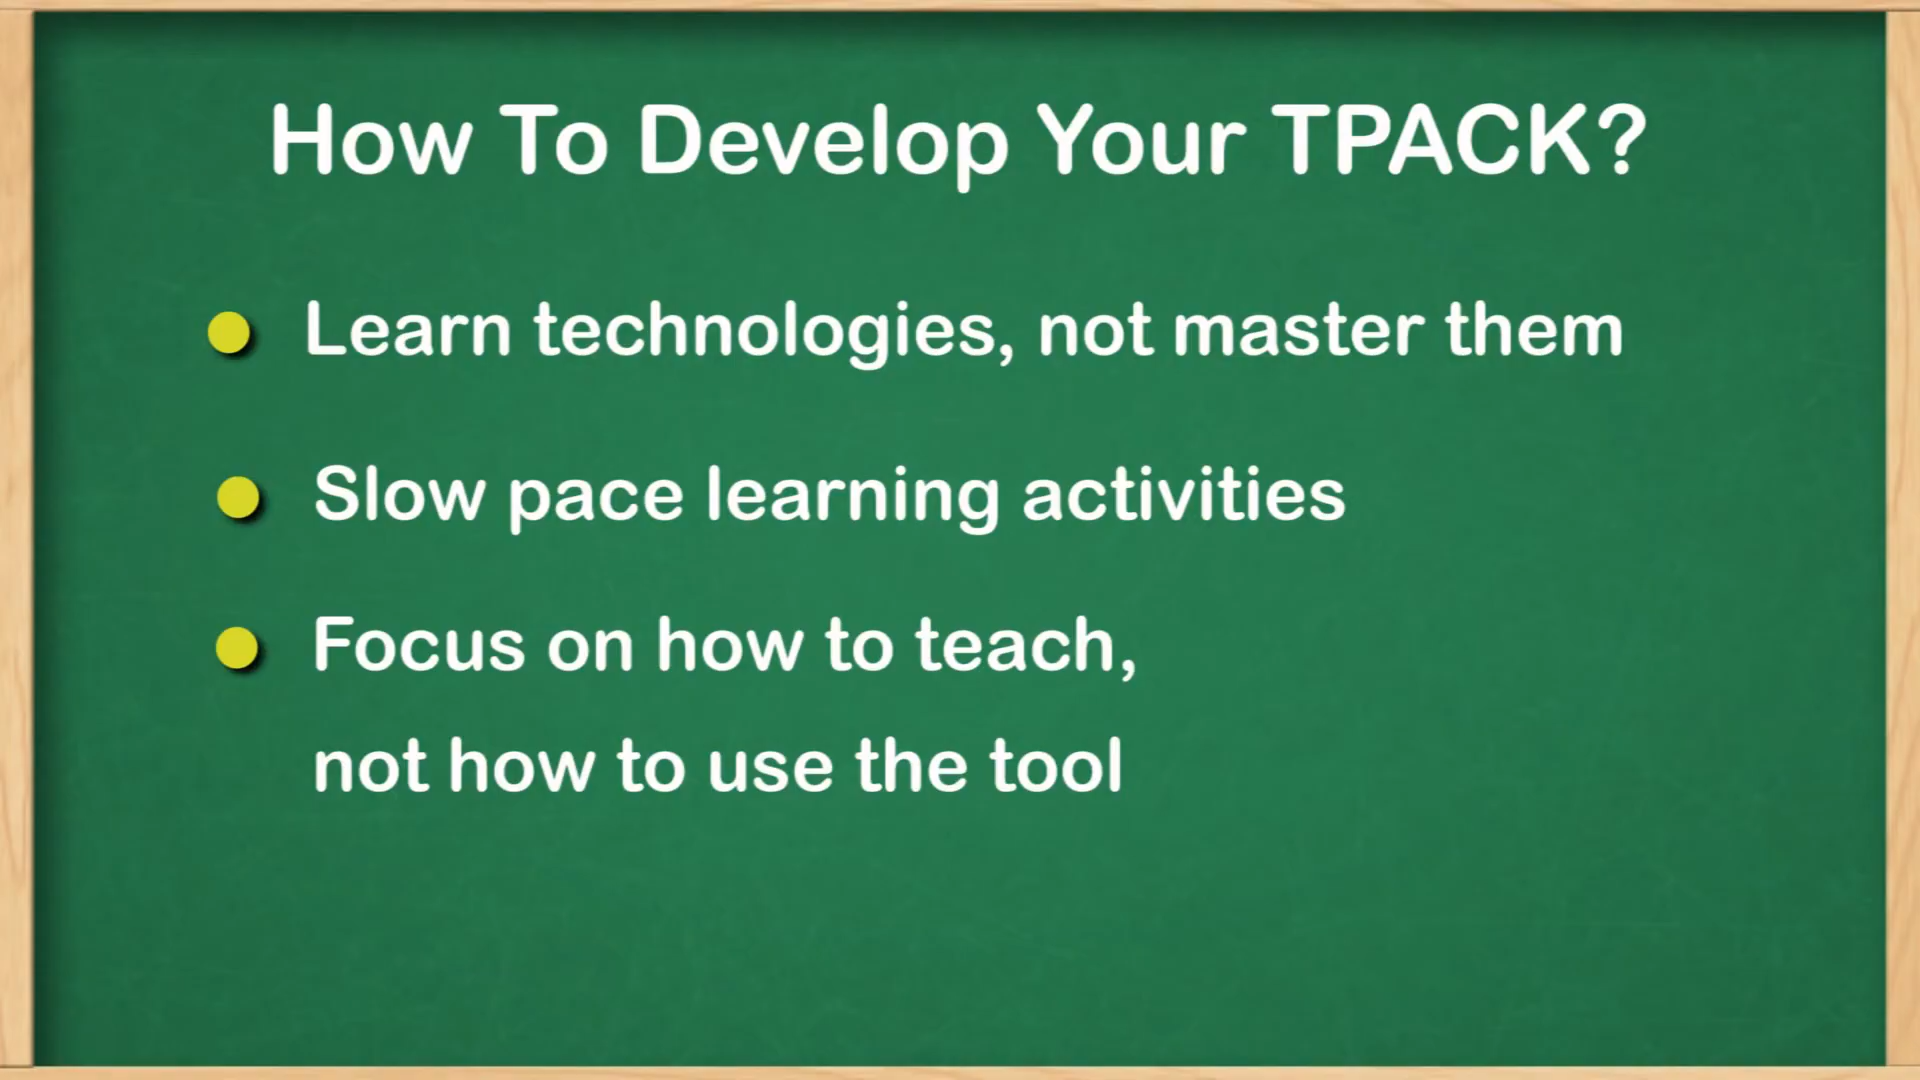 How To Develop Your TPACK?
Learn technologies, not master them
Slow pace learning activities
Focus on how to teach,
not how to use the tool